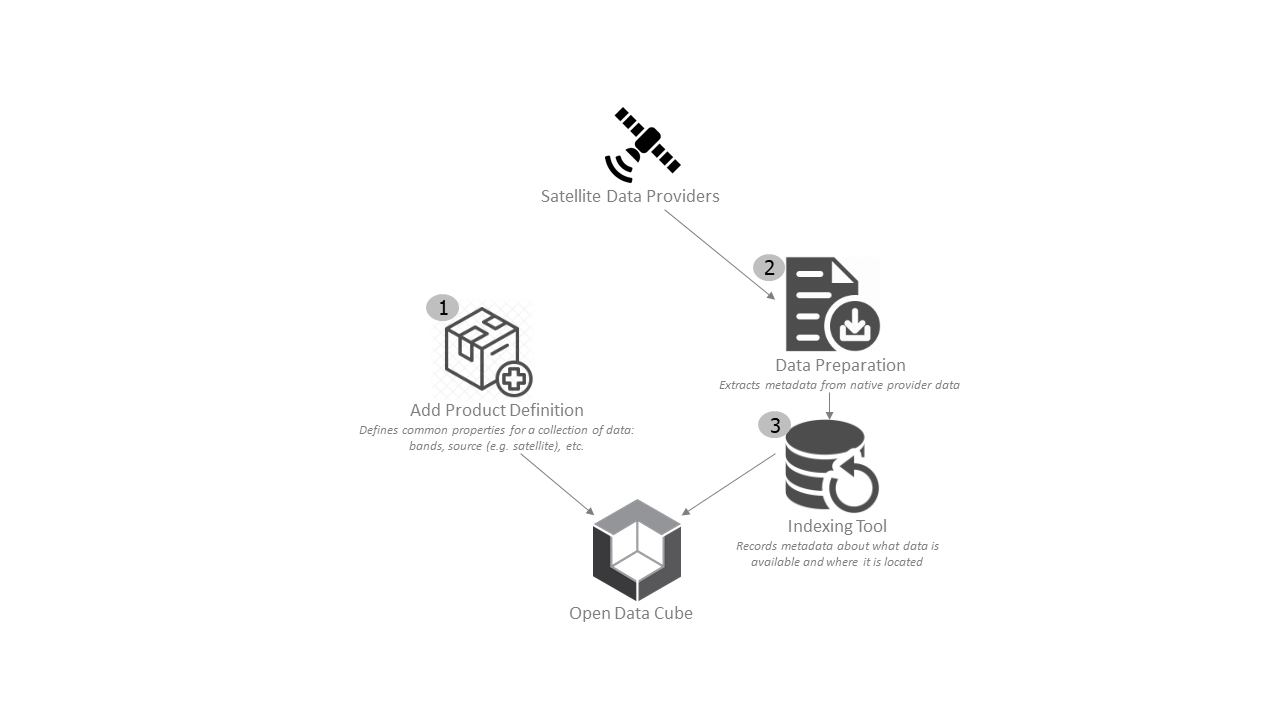 Satellite Data Providers
2
Data Preparation
Extracts metadata from native provider data
1
Add Product Definition
Defines common properties for a collection of data:
bands, source (e.g. satellite), etc.
3
Indexing Tool
Records metadata about what data is
available and where it is located
Open Data Cube